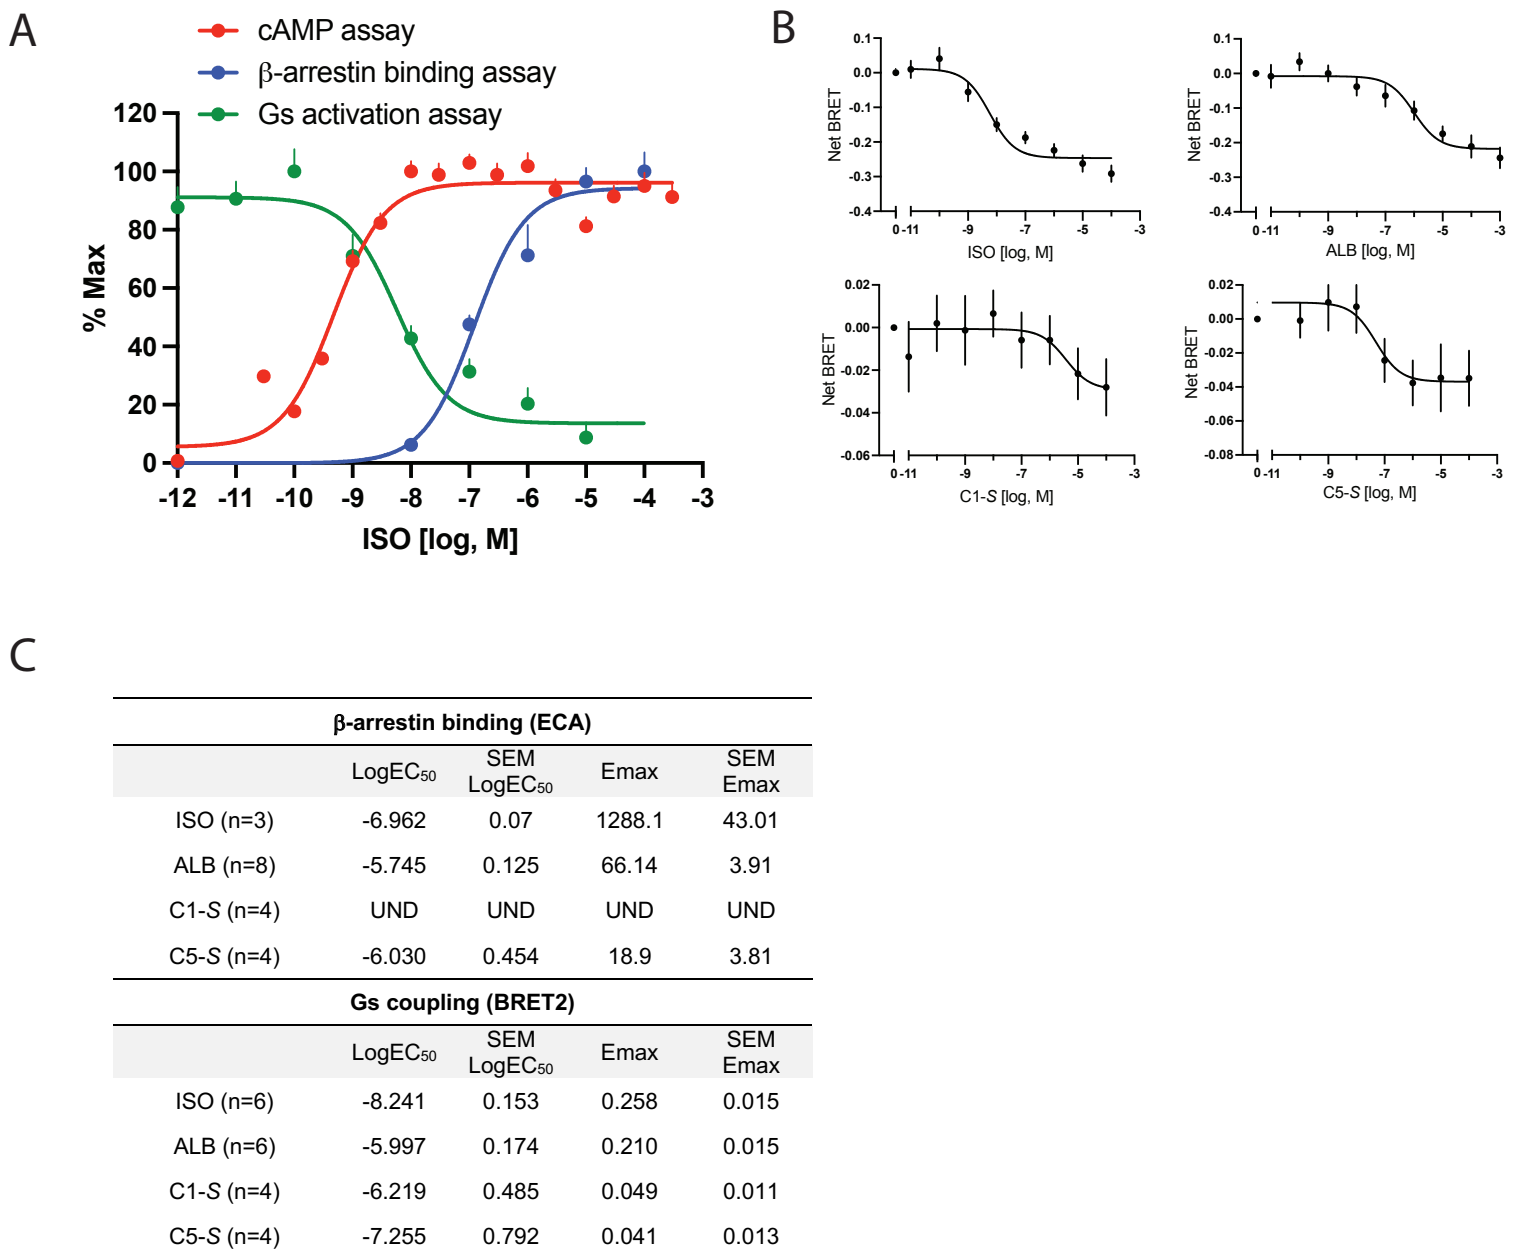 A
cAMP assay
β-arrestin binding assay
Gs activation assay
120
100
80
60
40
20
0
% Max
-12 -11 -10 -9 -8 -7 -6 -5 -4 -3
ISO [log, M]
B
0.1
0.0
-0.1
-0.2
-0.3
-0.4
Net BRET
0 -11 -9 -7 -5 -3
ISO [log, M]
0.1
0.0
-0.1
-0.2
-0.3
-0.4
Net BRET
0 -11 -9 -7 -5 -3
ALB [log, M]
0.02
0.00
-0.02
-0.04
-0.06
Net BRET
0 -11 -9 -7 -5 -3
C1-S [log, M]
0.02
0.00
-0.02
-0.04
-0.06
-0.08
Net BRET
0 -11 -9 -7 -5 -3
C5-S [log, M]
C
β-arrestin binding (ECA)
LogEC50 SEM LogEC50 Emax SEM Emax
ISO (n=3) -6.962 0.07 1288.1 43.01
ALB (n=8) -5.745 0.125 66.14 3.91
C1-S (n=4) UND UND UND UND
C5-S (n=4) -6.030 0.454 18.9 3.81
Gs coupling (BRET2)
LogEC50 SEM LogEC50 Emax SEM Emax
ISO (n=6) -8.241 0.153 0.258 0.015
ALB (n=6) -5.997 0.174 0.210 0.015
C1-S (n=4) -6.219 0.485 0.049 0.011
C5-S (n=4) -7.255 0.792 0.041 0.013